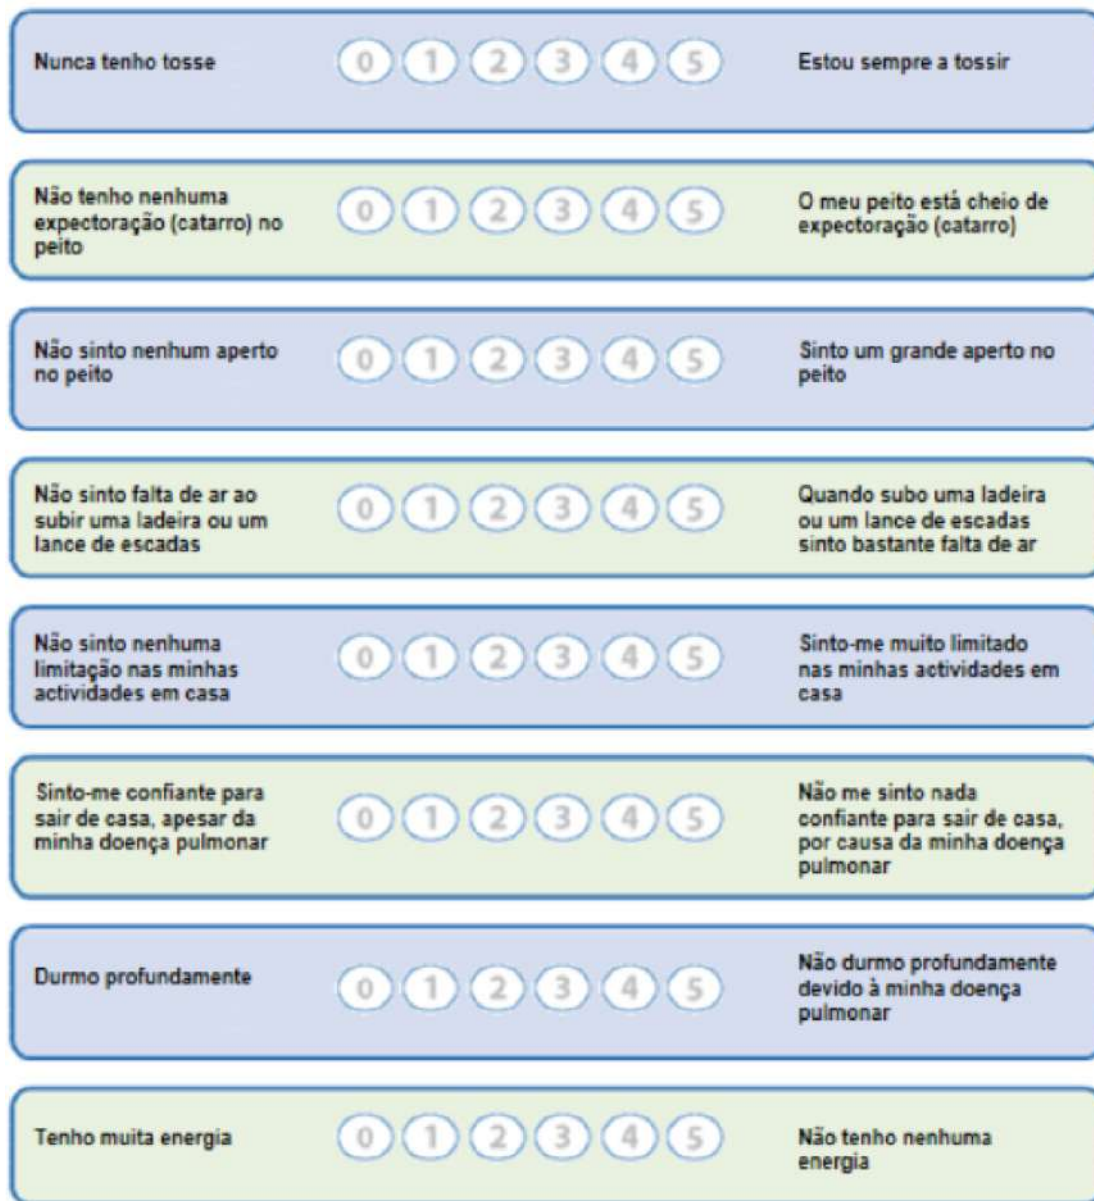 Nunca tenho tosse
0 1 2 3 4 5
Estou sempre a tossir
Não tenho nenhuma
expectoração (catarro) no
peito
0 1 2 3 4 5
O meu peito está cheio de
expectoração (catarro)
Não sinto nenhum aperto
no peito
0 1 2 3 4 5
Sinto um grande aperto no
peito
Não sinto falta de ar ao
subir uma ladeira ou um
lance de escadas
0 1 2 3 4 5
Quando subo uma ladeira
ou um lance de escadas
sinto bastante falta de ar
Não sinto nenhuma
limitação nas minhas
actividades em casa
0 1 2 3 4 5
Sinto-me muito limitado
nas minhas actividades em
casa
Sinto-me confiante para
sair de casa, apesar da
minha doença pulmonar
0 1 2 3 4 5
Não me sinto nada
confiante para sair de casa,
por causa da minha doença
pulmonar
Durmo profundamente
0 1 2 3 4 5
Não durmo profundamente
devido à minha doença
pulmonar
Tenho muita energia
0 1 2 3 4 5
Não tenho nenhuma
energia